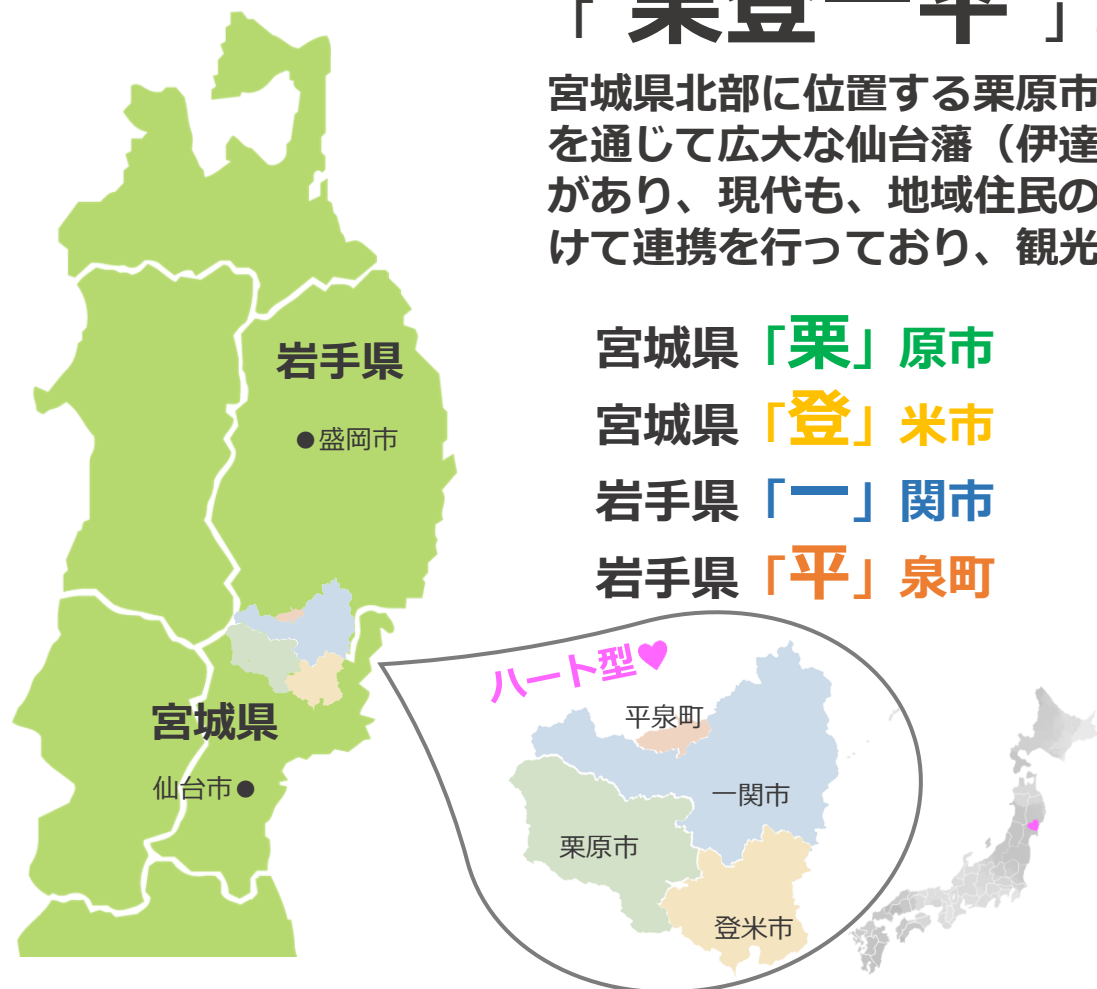 「栗登一平」
宮城県北部に位置する栗原市
を通じて広大な仙台藩（伊達
があり、現代も、地域住民の
けて連携を行っており、観光
宮城県「栗」原市
宮城県「登」米市
岩手県「一」関市
岩手県「平」泉町
岩手県
●盛岡市
宮城県
仙台市●
ハート型♥
平泉町
一関市
栗原市
登米市